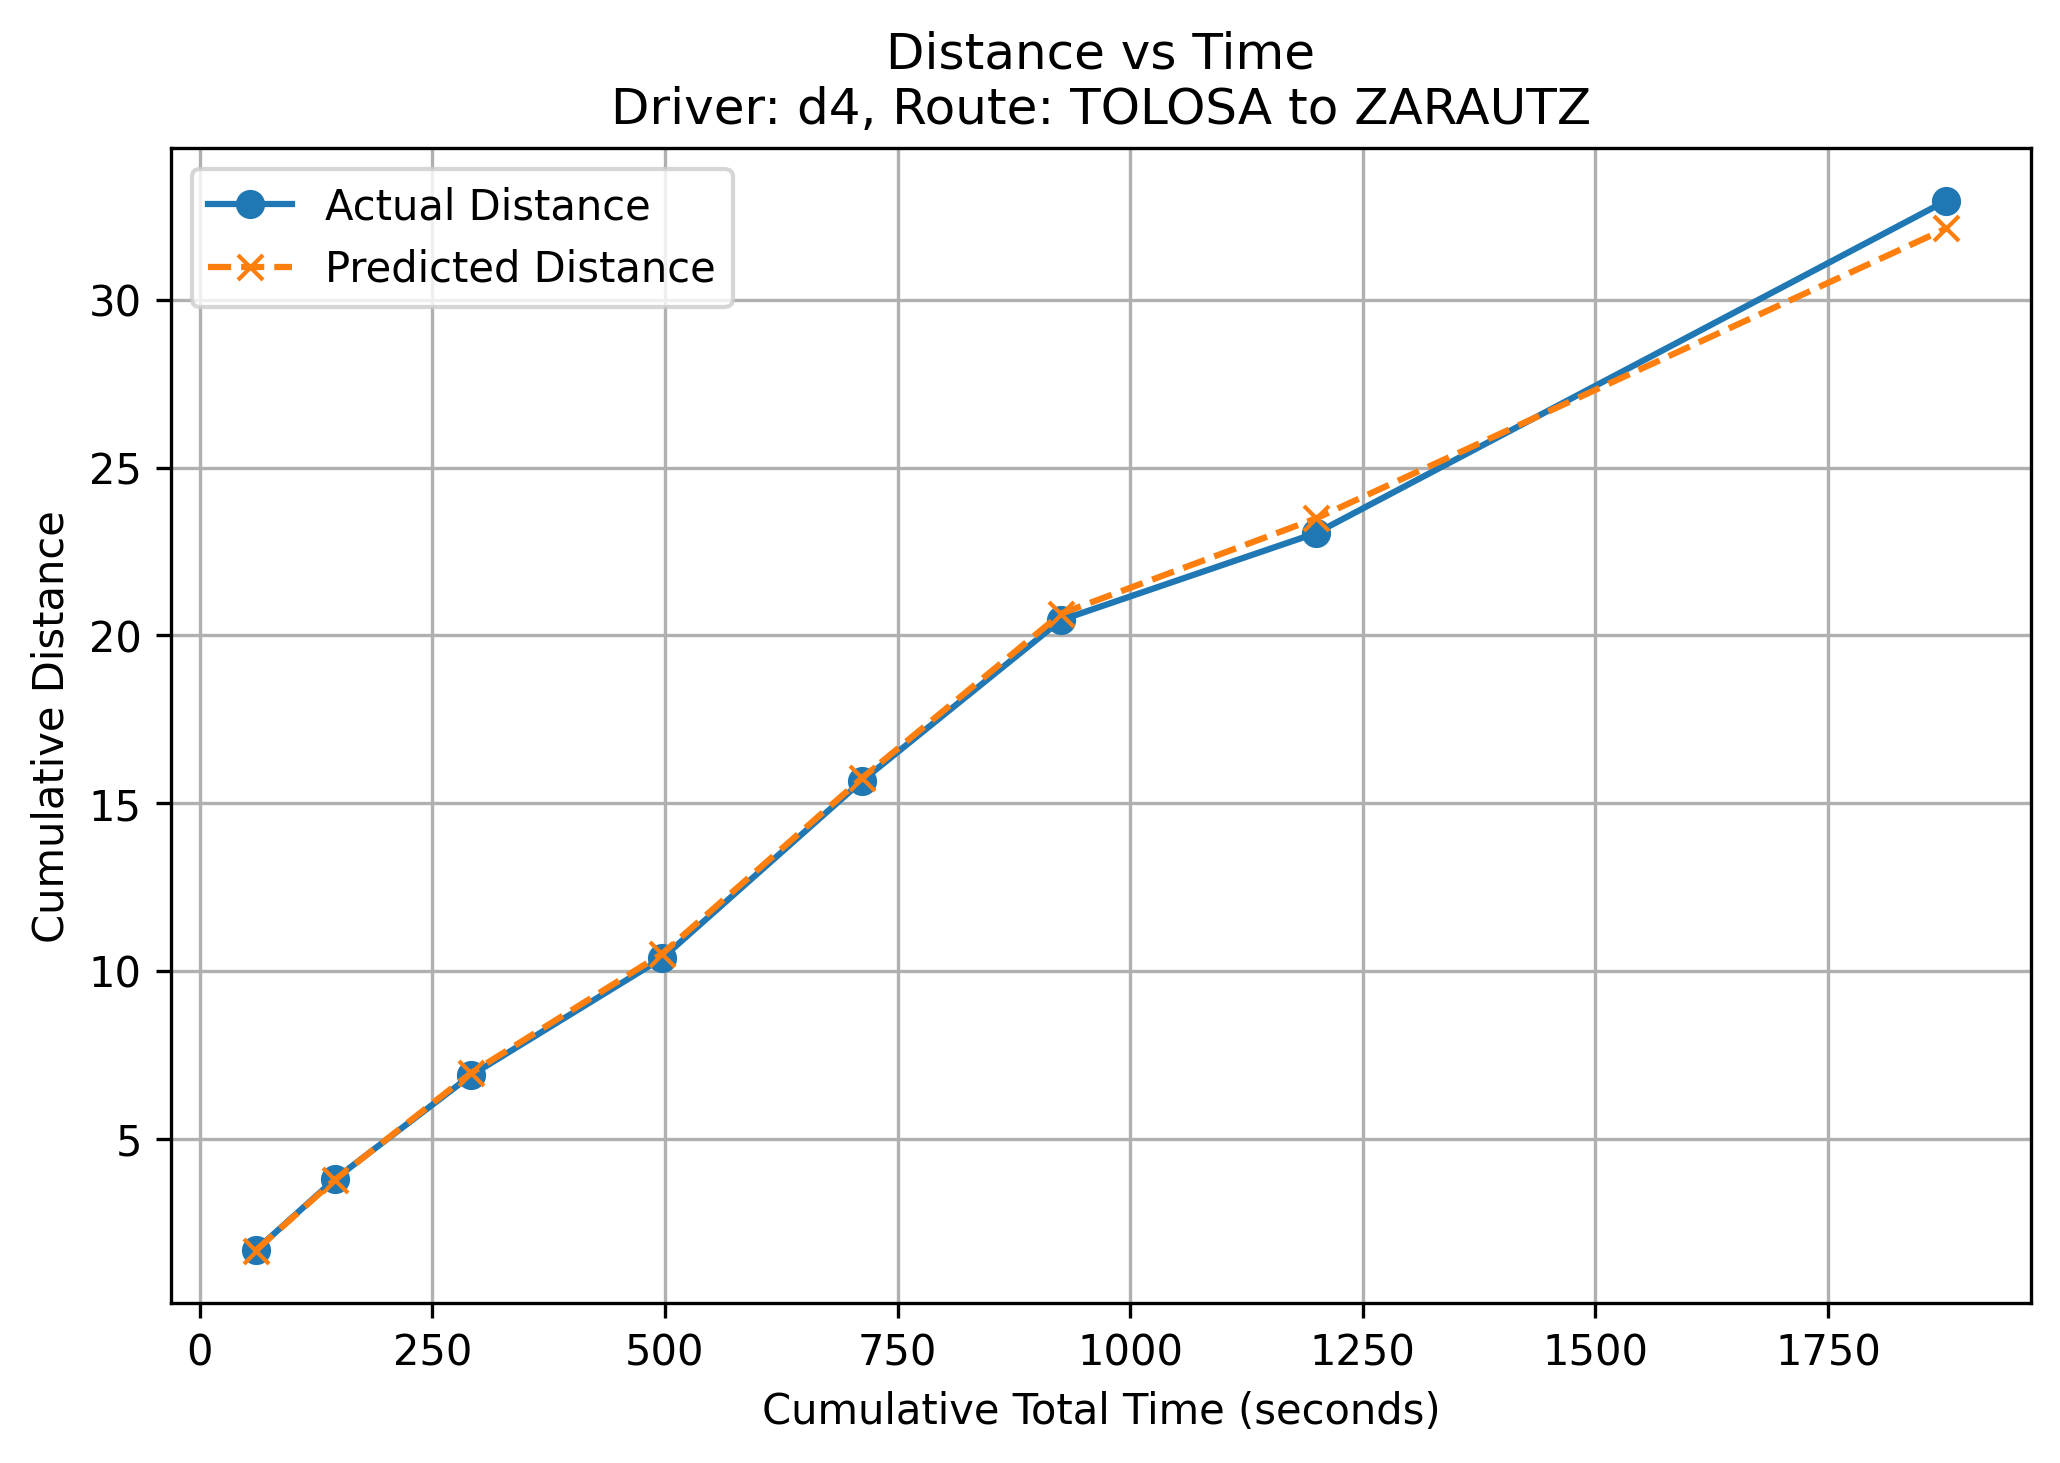 Distance vs Time
Driver: d4, Route: TOLOSA to ZARAUTZ
Actual Distance
Predicted Distance
30
25
20
15
10
5
Cumulative Distance
0 250 500 750 1000 1250 1500 1750
Cumulative Total Time (seconds)